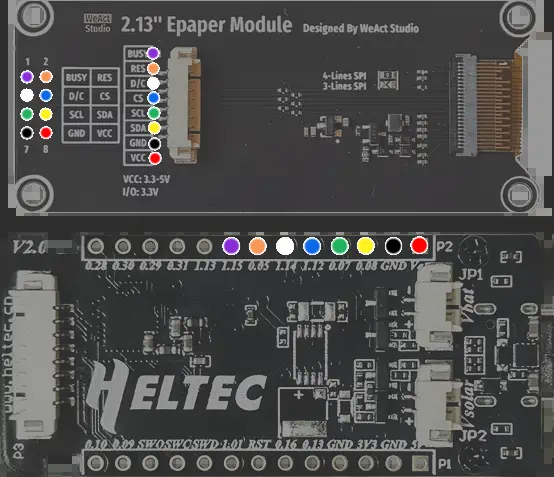 WeAct Studio 2.13'' Epaper Module Designed By WeAct Studio
1 2
BUSY RES
D/C CS
SCL SDA
GND VCC
7 8
BUSY
RES
D/C
CS
SCL
SDA
GND
VCC
VCC: 3.3-5V
I/O: 3.3V
4-Lines SPI
3-Lines SPI
V2.0
P2
0.28 0.30 0.29 0.31 1.13 1.15 0.05 1.14 1.12 0.07 0.08 GND
JP1
Vbat
www.heltec.cn
HELTEC
Vsolar
JP2
P3
0.10 0.09 SWO SWC SWD 1.01 RST 0.16 0.13 GND 3V3 GND
P1